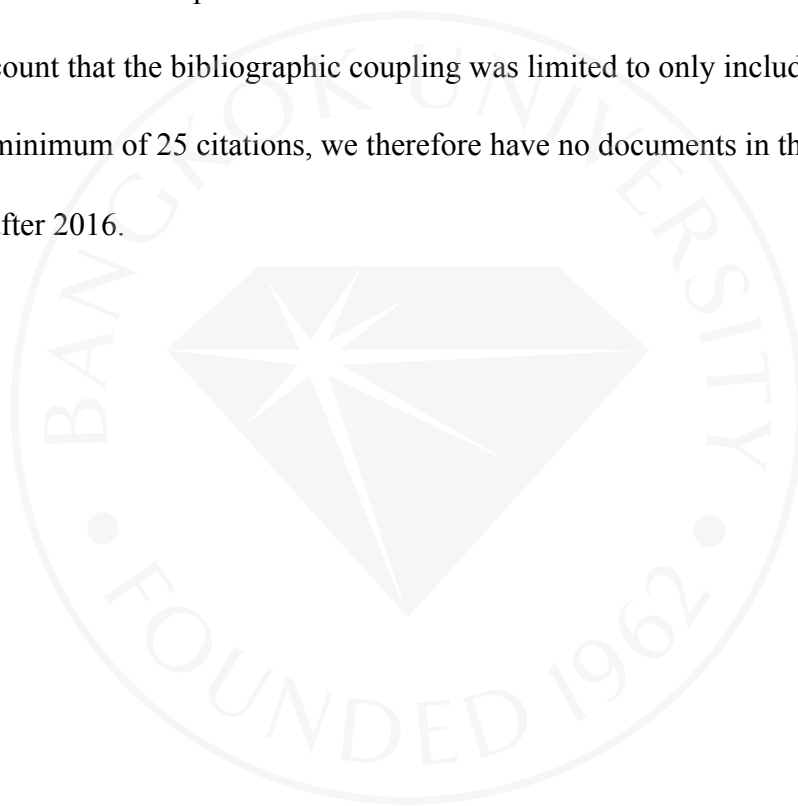 count that the bibliographic coupling was limited to only includ
minimum of 25 citations, we therefore have no documents in th
fter 2016.
BANGKOK UNIVERSITY
FOUNDED 1962